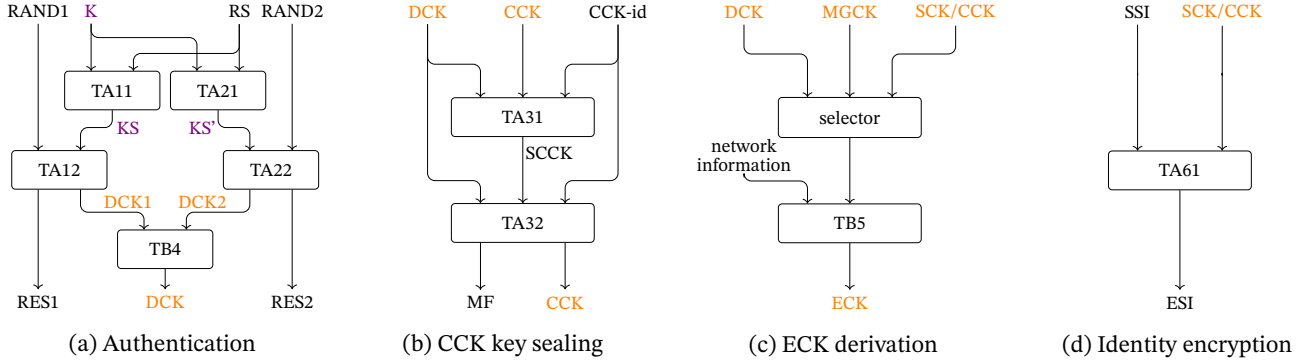 RAND1 K RS RAND2
TA11 TA21
KS KS'
TA12 TA22
DCK1 DCK2
TB4
RES1 DCK RES2
(a) Authentication
DCK CCK CCK-id
TA31
SCCK
TA32
MF CCK
(b) CCK key sealing
DCK MGCK SCK/CCK
selector
network
information
TB5
ECK
(c) ECK derivation
SSI SCK/CCK
TA61
ESI
(d) Identity encryption